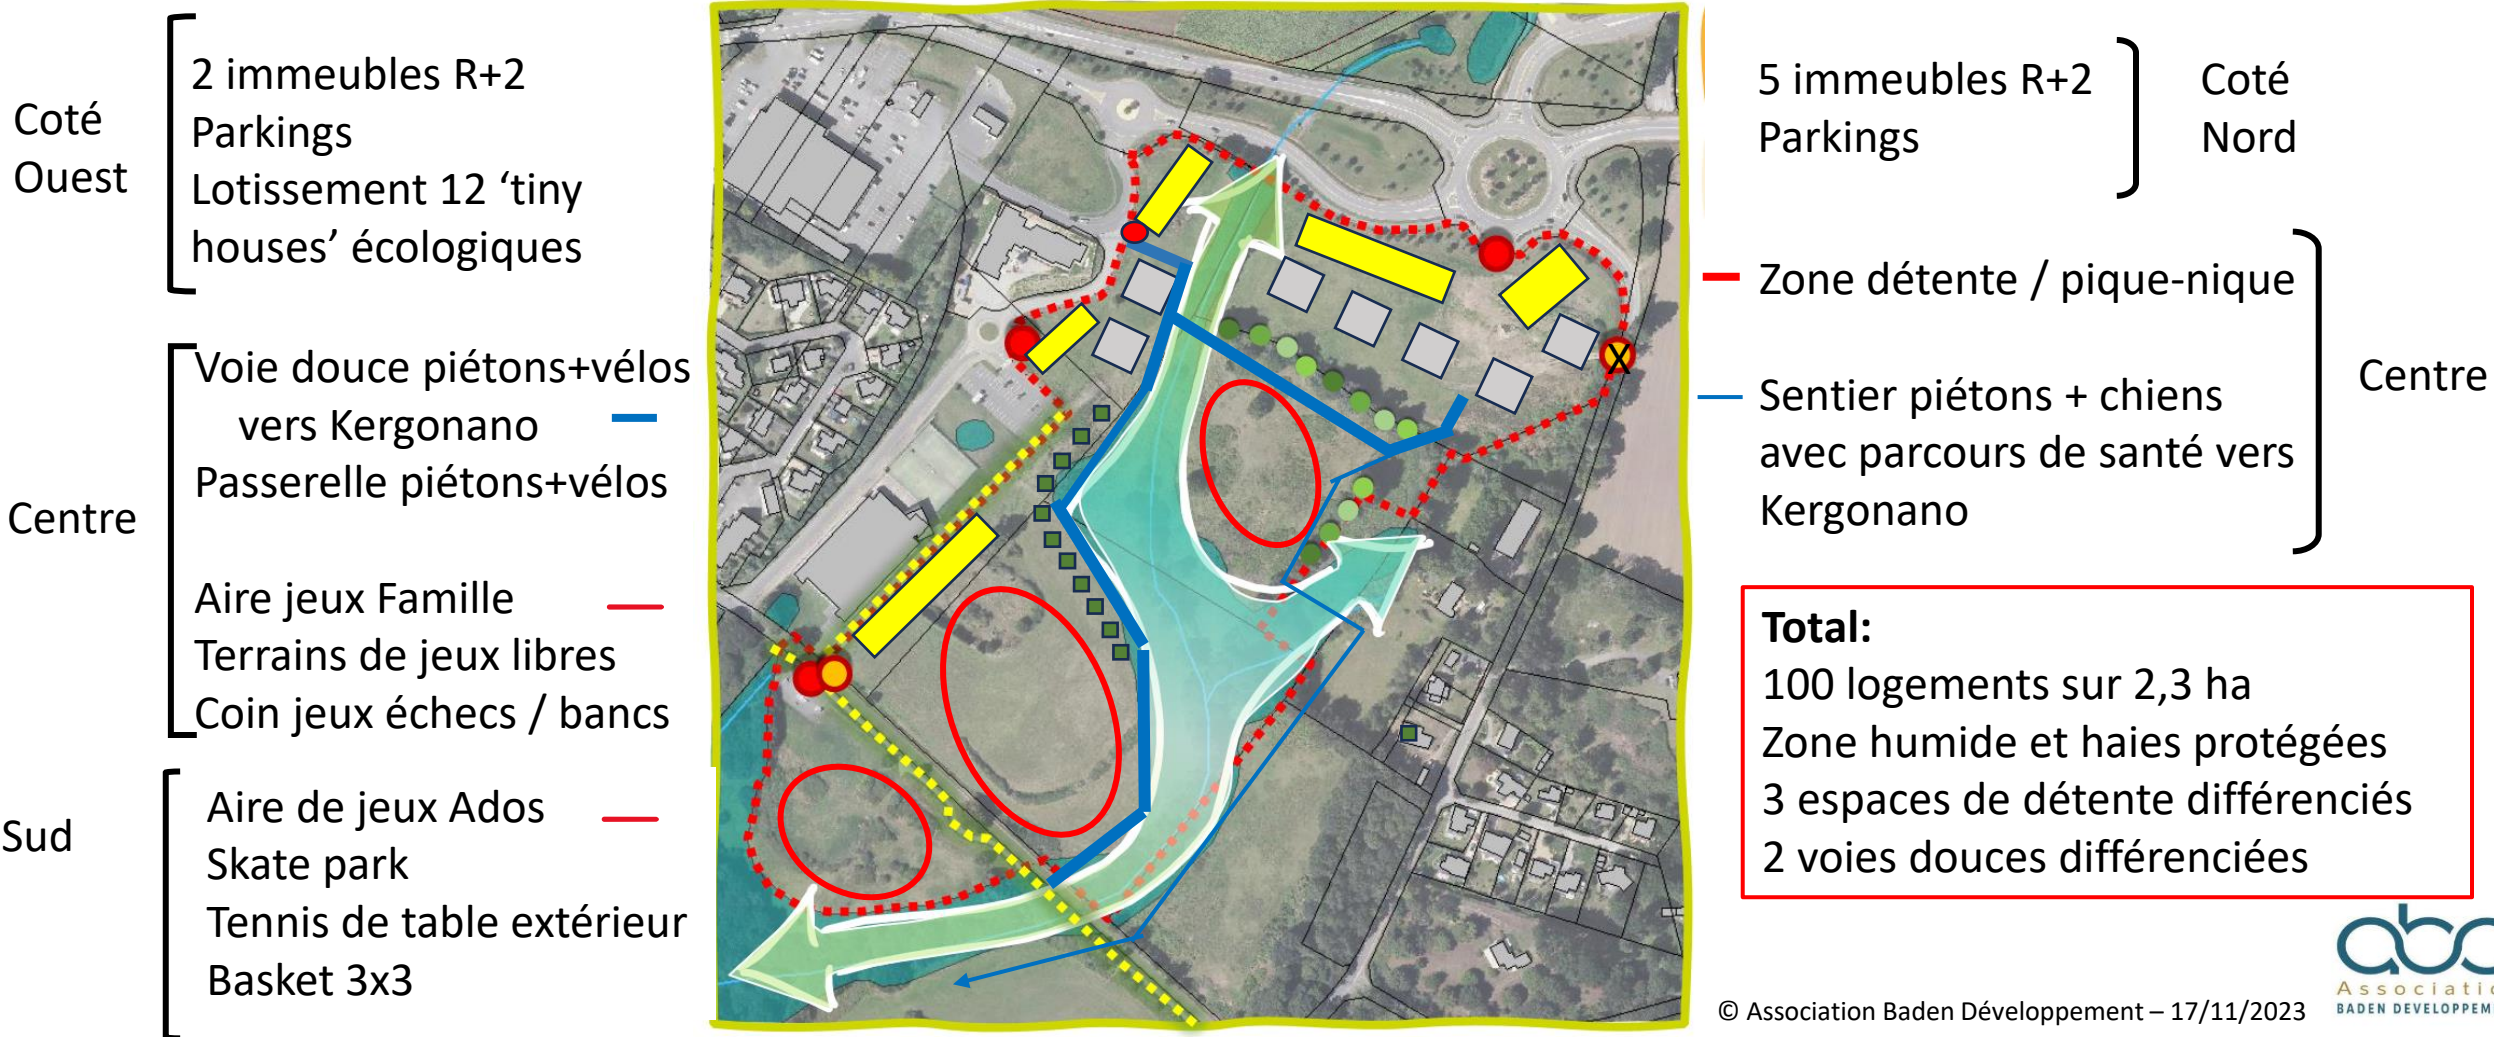 Coté
Ouest
2 immeubles R+2
Parkings
Lotissement 12 ‘tiny
houses’ écologiques
Centre
Voie douce piétons+vélos
vers Kergonano
Passerelle piétons+vélos
Aire jeux Famille
Terrains de jeux libres
Coin jeux échecs / bancs
Sud
Aire de jeux Ados
Skate park
Tennis de table extérieur
Basket 3x3
X
5 immeubles R+2
Parkings
Coté
Nord
Zone détente / pique-nique
Sentier piétons + chiens
avec parcours de santé vers
Kergonano
Centre
Total:
100 logements sur 2,3 ha
Zone humide et haies protégées
3 espaces de détente différenciés
2 voies douces différenciées
© Association Baden Développement – 17/11/2023
abd
Associatio
BADEN DEVELOPPEM